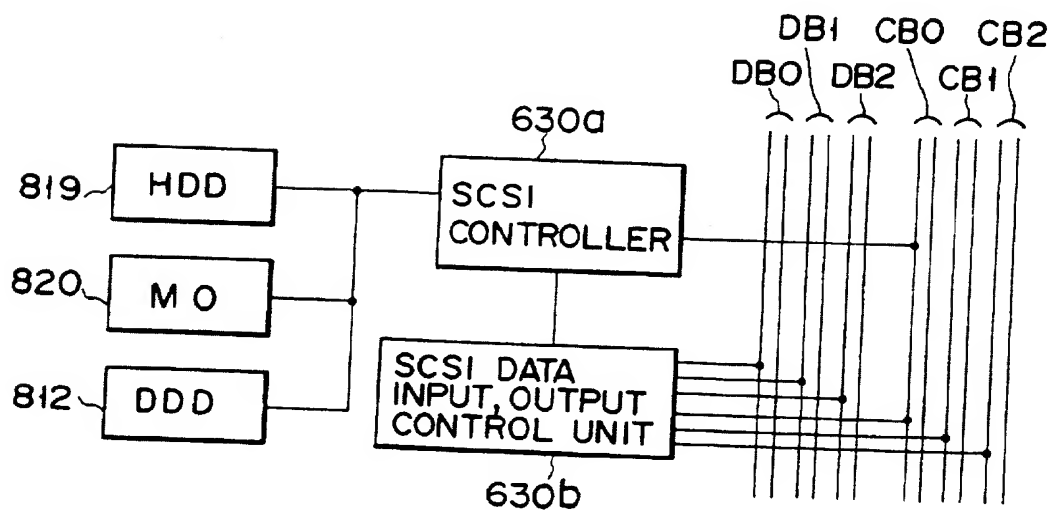 DB1 CB0 CB2
DB0 DB2 CB1
630a
819 HDD
SCSI
CONTROLLER
820 MO
812 DDD
SCSI DATA
INPUT, OUTPUT
CONTROL UNIT
630b